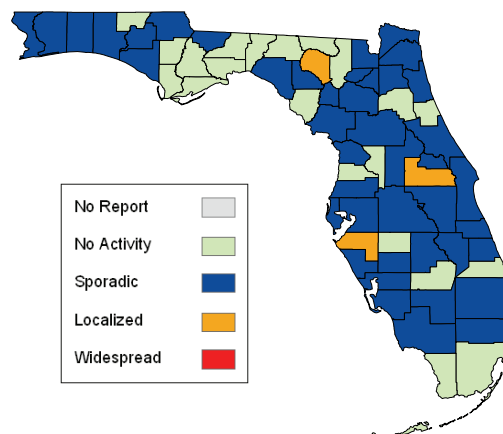 No Report
No Activity
Sporadic
Localized
Widespread